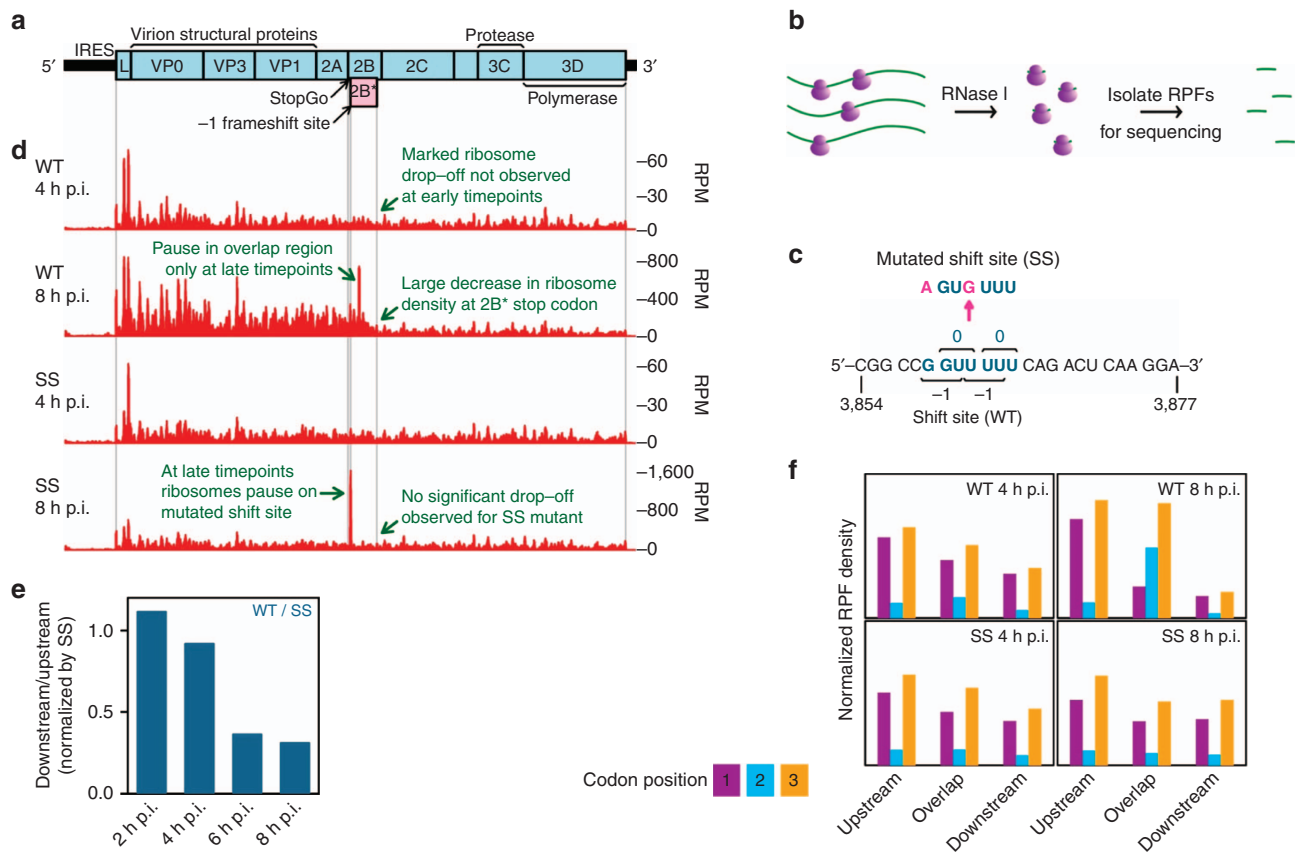 a
Virion structural proteins
Protease
IRES
5′
L
VP0
VP3
VP1
2A
2B
2C
3C
3D
3′
StopGo
2B*
Polymerase
–1 frameshift site
b
RNase I
Isolate RPFs
for sequencing
c
Mutated shift site (SS)
A GUG UUU
0
0
5′–CGG CCG GUU UUU CAG ACU CAA GGA–3′
–1
–1
3,854
Shift site (WT)
3,877
d
WT
4 h p.i.
Marked ribosome
drop–off not observed
at early timepoints
–60
–30
–0
RPM
WT
8 h p.i.
Pause in overlap region
only at late timepoints
Large decrease in ribosome
density at 2B* stop codon
–800
–400
–0
RPM
SS
4 h p.i.
–60
–30
–0
RPM
SS
8 h p.i.
At late timepoints
ribosomes pause on
mutated shift site
No significant drop–off
observed for SS mutant
–1,600
–800
–0
RPM
e
Downstream/upstream
(normalized by SS)
WT / SS
1.0
0.5
0.0
2 h p.i.
4 h p.i.
6 h p.i.
8 h p.i.
f
Normalized RPF density
WT 4 h p.i.
WT 8 h p.i.
SS 4 h p.i.
SS 8 h p.i.
Upstream
Overlap
Downstream
Upstream
Overlap
Downstream
Codon position
1
2
3